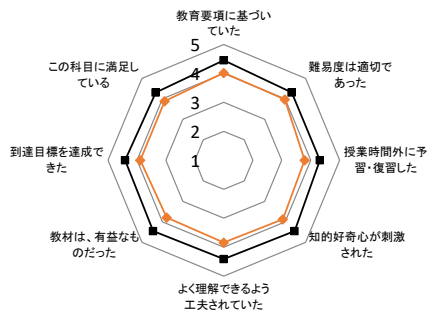 教育要項に基づい
ていた
5
4
3
2
1
難易度は適切で
あった
授業時間外に予
習・復習した
知的好奇心が刺激
された
よく理解できるよう
工夫されていた
教材は、有益なも
のだった
到達目標を達成で
きた
この科目に満足し
ている